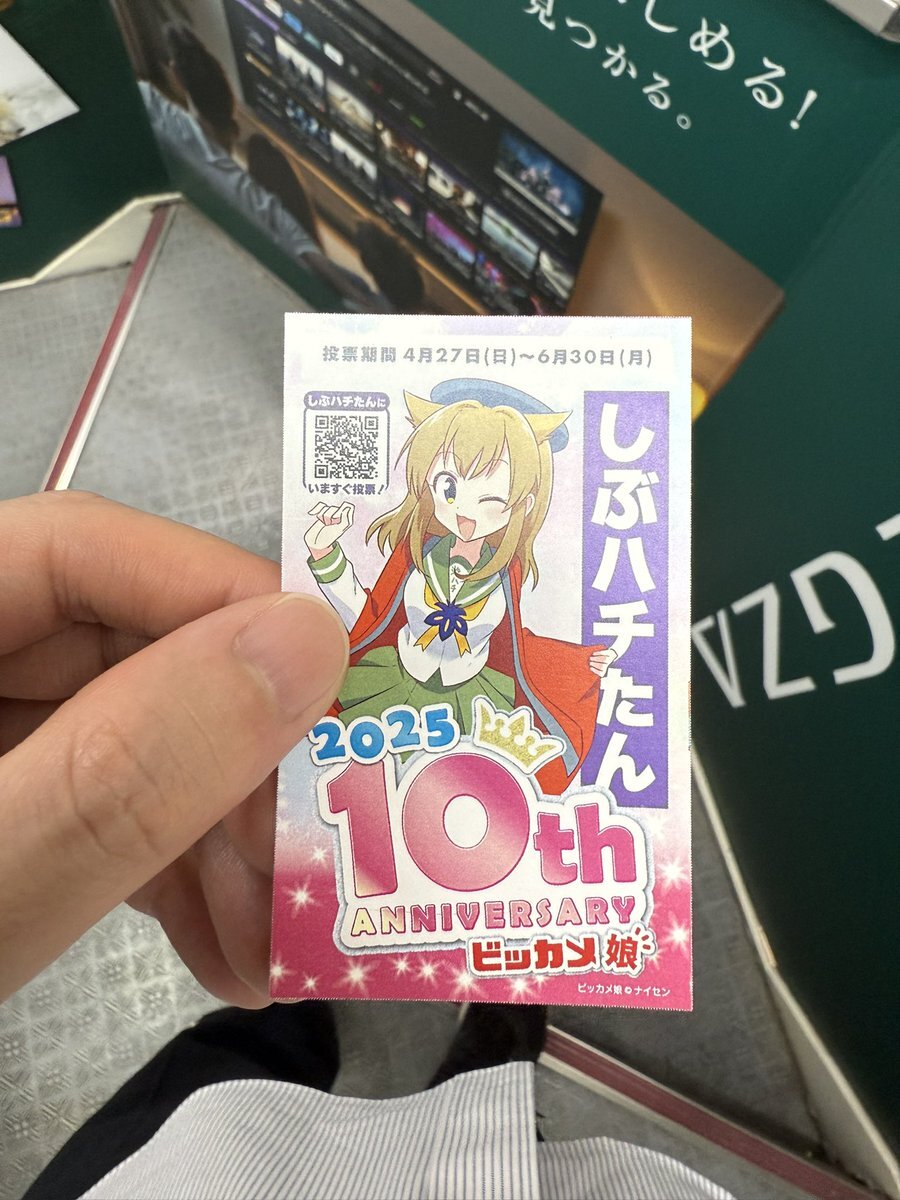 しめる!
見つかる。
投票期間 4月27日(日)〜6月30日(月)
しぶハチたんに
いますぐ投票!
しぶハチたん
渋ハチ
2025
10th
ANNIVERSARY
ビッカメ娘
ビッカメ娘©ナイセン